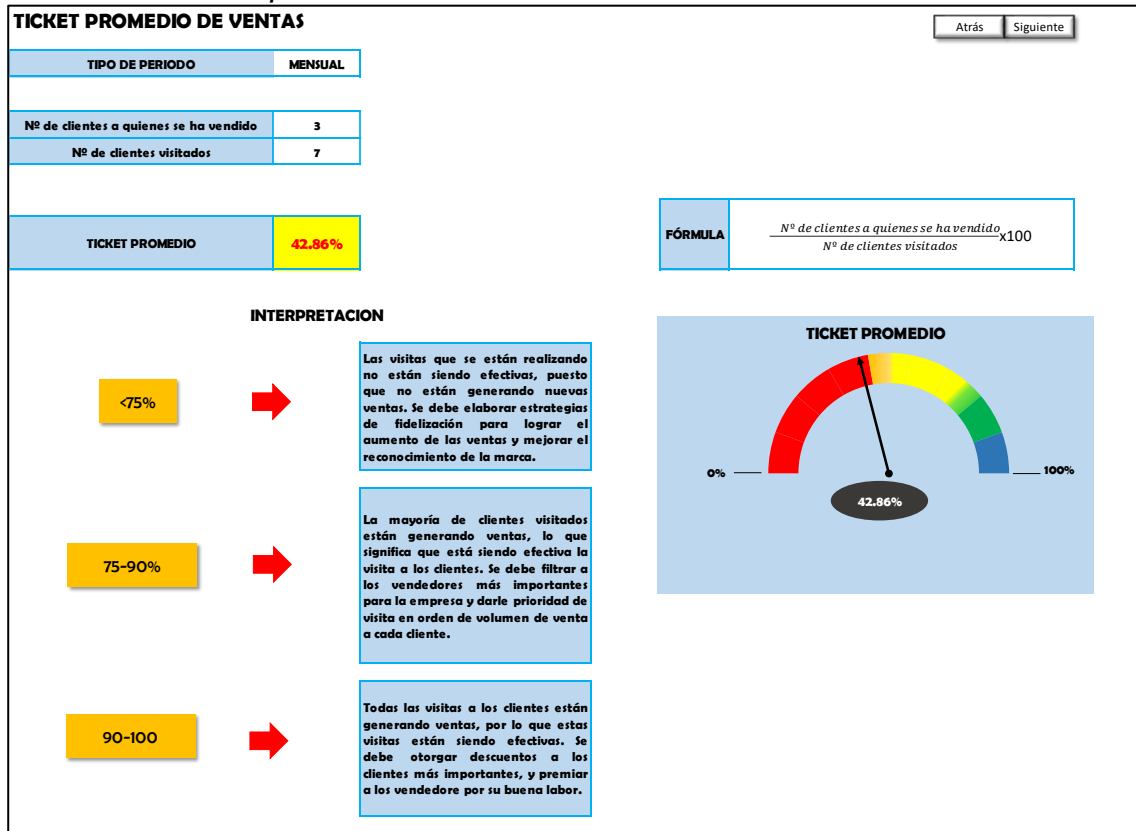 TICKET PROMEDIO DE VENTAS
Atrás Siguiente
TIPO DE PERIODO MENSUAL
Nº de clientes a quienes se ha vendido 3
Nº de clientes visitados 7
TICKET PROMEDIO 42.86%
FÓRMULA
Nº de clientes a quienes se ha vendido
Nº de clientes visitados
x100
INTERPRETACION
<75%
Las visitas que se están realizando
no están siendo efectivas, puesto
que no están generando nuevas
ventas. Se debe elaborar estrategias
de fidelización para lograr el
aumento de las ventas y mejorar el
reconocimiento de la marca.
75-90%
La mayoría de clientes visitados
están generando ventas, lo que
significa que está siendo efectiva la
visita a los clientes. Se debe filtrar a
los vendedores más importantes
para la empresa y darle prioridad de
visita en orden de volumen de venta
a cada cliente.
90-100
Todas las visitas a los clientes están
generando ventas, por lo que estas
visitas están siendo efectivas. Se
debe otorgar descuentos a los
clientes más importantes, y premiar
a los vendedore por su buena labor.
TICKET PROMEDIO
0% 100%
42.86%